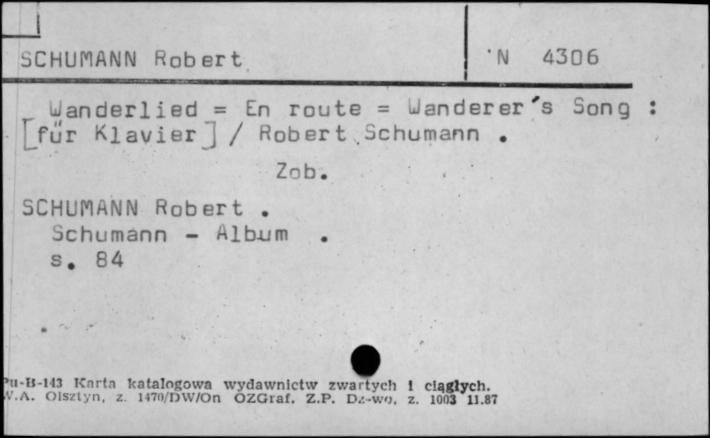 SCHUMANN Robert
N 4306
Wanderlied = En route = Wanderer's Song :
[für Klavier] / Robert Schumann .
Zob.
SCHUMANN Robert .
Schumann - Album .
s. 84
Pu-B-143 Karta katalogowa wydawnictw zwartych i ciągłych.
W.A. Olsztyn, z. 1470/DW/On OZGraf. Z.P. Dz-wo, z. 1003 11.87